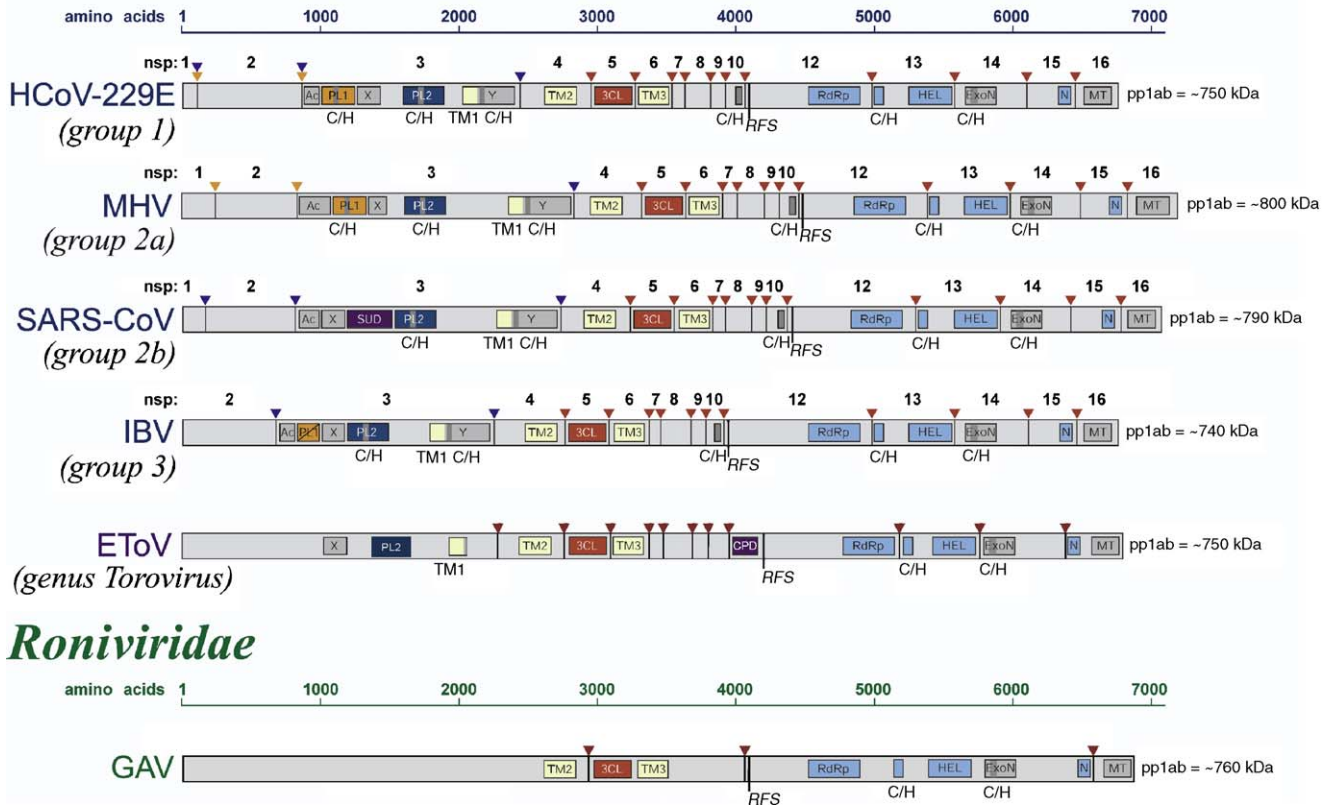 amino acids 1 1000 2000 3000 4000 5000 6000 7000
nsp: 1 2 3 4 5 6 7 8 9 10 12 13 14 15 16
HCoV-229E Ac PL1 X PL2 Y TM2 3CL TM3 RdRp HEL ExoN N MT pp1ab = ~750 kDa
(group 1) C/H C/H TM1 C/H C/H RFS C/H C/H
1 2 3 4 5 6 7 8 9 10 12 13 14 15 16
MHV Ac PL1 X PL2 Y TM2 3CL TM3 RdRp HEL ExoN N MT pp1ab = ~800 kDa
(group 2a) C/H C/H TM1 C/H C/H RFS C/H C/H
nsp: 1 2 3 4 5 6 7 8 9 10 12 13 14 15 16
SARS-CoV Ac X SUD PL2 Y TM2 3CL TM3 RdRp HEL ExoN N MT pp1ab = ~790 kDa
(group 2b) C/H TM1 C/H C/H RFS C/H C/H
nsp: 2 3 4 5 6 7 8 9 10 12 13 14 15 16
IBV Ac PL1 X PL2 Y TM2 3CL TM3 RdRp HEL ExoN N MT pp1ab = ~740 kDa
(group 3) C/H TM1 C/H C/H RFS C/H C/H
EToV X PL2 TM2 3CL TM3 CPD RdRp HEL ExoN N MT pp1ab = ~750 kDa
(genus Torovirus) TM1 RFS C/H C/H
Roniviridae
amino acids 1 1000 2000 3000 4000 5000 6000 7000
GAV TM2 3CL TM3 RdRp HEL ExoN N MT pp1ab = ~760 kDa
RFS C/H C/H